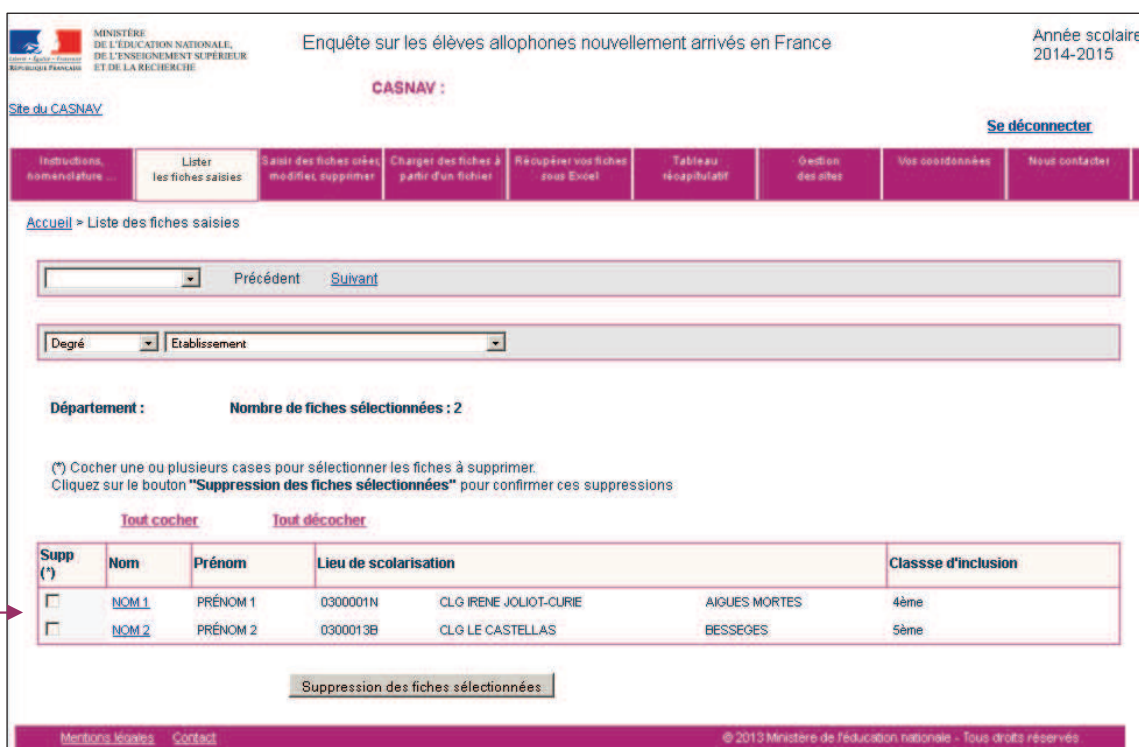 MINISTÈRE
DE L'ÉDUCATION NATIONALE,
DE L'ENSEIGNEMENT SUPÉRIEUR
ET DE LA RECHERCHE
Liberté • Égalité • Fraternité
RÉPUBLIQUE FRANÇAISE
Enquête sur les élèves allophones nouvellement arrivés en France
Année scolaire
2014-2015
CASNAV :
Site du CASNAV
Se déconnecter
Instructions,
nomenclature ...
Lister
les fiches saisies
Saisir des fiches créer,
modifier, supprimer
Charger des fiches à
partir d'un fichier
Récupérer vos fiches
sous Excel
Tableau
récapitulatif
Gestion
des sites
Vos coordonnées
Nous contacter
Accueil > Liste des fiches saisies
Précédent Suivant
Degré Etablissement
Département : Nombre de fiches sélectionnées : 2
(*) Cocher une ou plusieurs cases pour sélectionner les fiches à supprimer.
Cliquez sur le bouton "Suppression des fiches sélectionnées" pour confirmer ces suppressions
Tout cocher Tout décocher
Supp
(*)
Nom Prénom Lieu de scolarisation Classse d'inclusion
NOM 1 PRÉNOM 1 0300001N CLG IRENE JOLIOT-CURIE AIGUES MORTES 4ème
NOM 2 PRÉNOM 2 0300013B CLG LE CASTELLAS BESSEGES 5ème
Suppression des fiches sélectionnées
Mentions légales Contact © 2013 Ministère de l'éducation nationale - Tous droits réservés